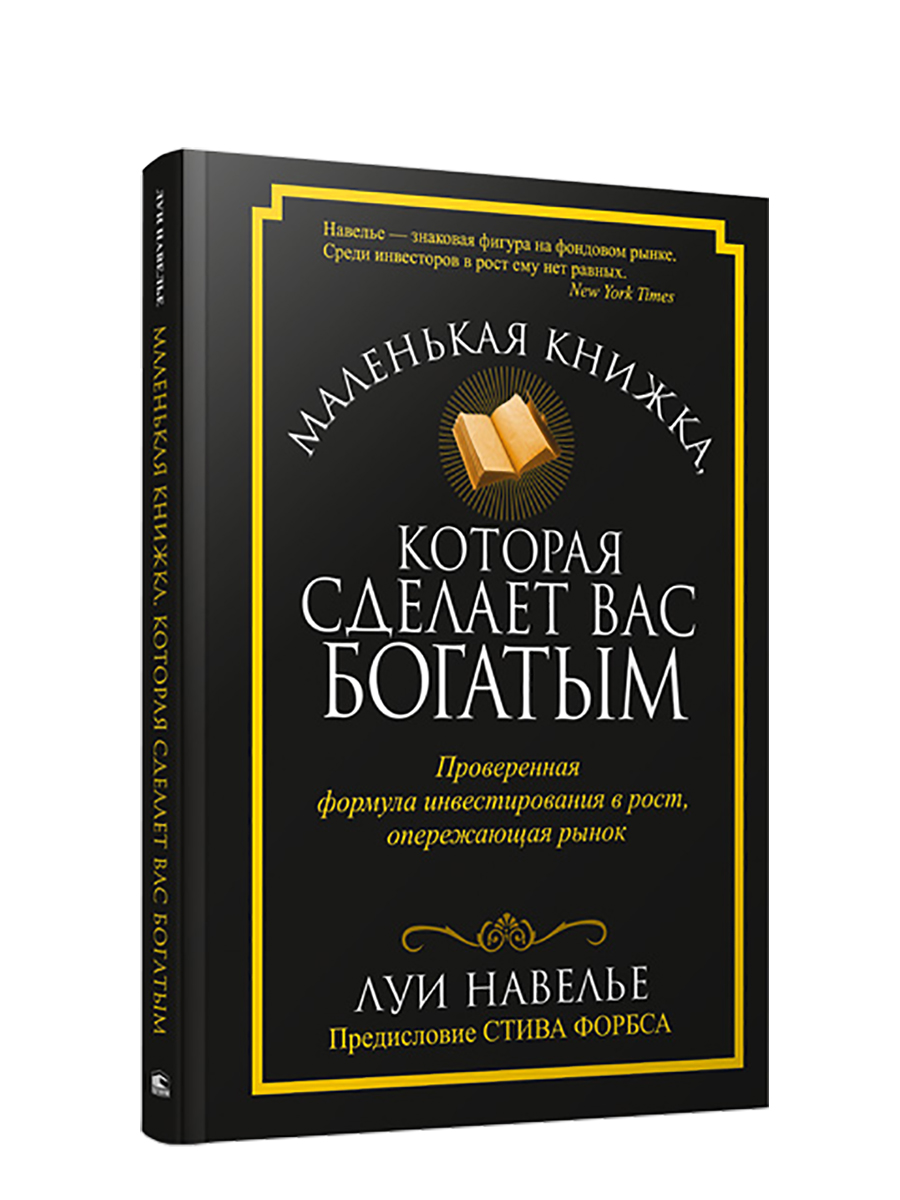 Навелье — знаковая фигура на фондовом рынке.
Среди инвесторов в рост ему нет равных.
New York Times
МАЛЕНЬКАЯ КНИЖКА,
КОТОРАЯ
СДЕЛАЕТ ВАС
БОГАТЫМ
Проверенная
формула инвестирования в рост,
опережающая рынок
ЛУИ НАВЕЛЬЕ
Предисловие СТИВА ФОРБСА
ЛУИ НАВЕЛЬЕ МАЛЕНЬКАЯ КНИЖКА, КОТОРАЯ СДЕЛАЕТ ВАС БОГАТЫМ